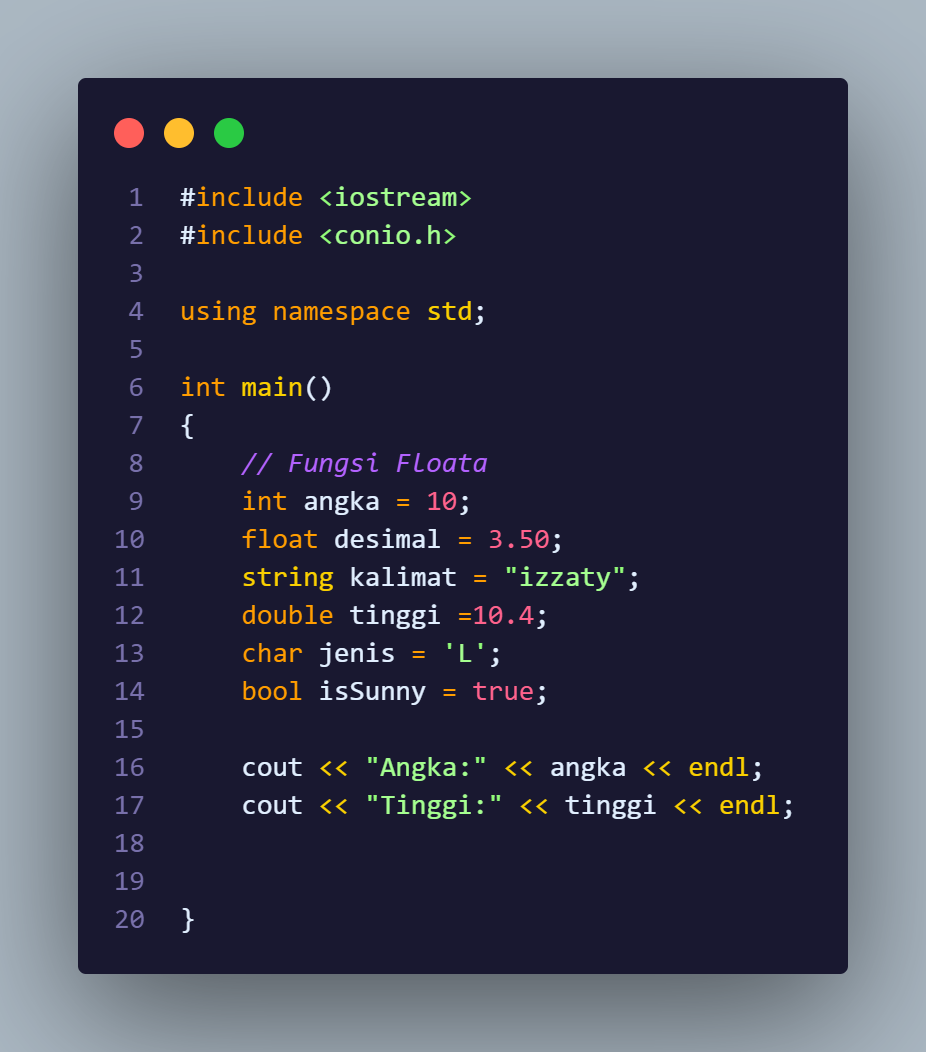 1 #include <iostream>
2 #include <conio.h>
3
4 using namespace std;
5
6 int main()
7 {
8     // Fungsi Floata
9     int angka = 10;
10     float desimal = 3.50;
11     string kalimat = "izzaty";
12     double tinggi =10.4;
13     char jenis = 'L';
14     bool isSunny = true;
15
16     cout << "Angka:" << angka << endl;
17     cout << "Tinggi:" << tinggi << endl;
18
19
20 }